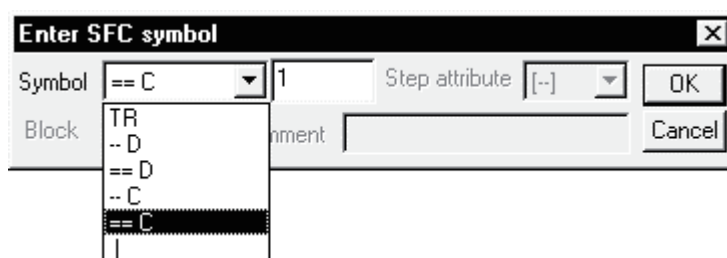 Enter SFC symbol
Symbol == C 1 Step attribute [--] OK
Block mment Cancel
TR
-- D
== D
-- C
== C
|